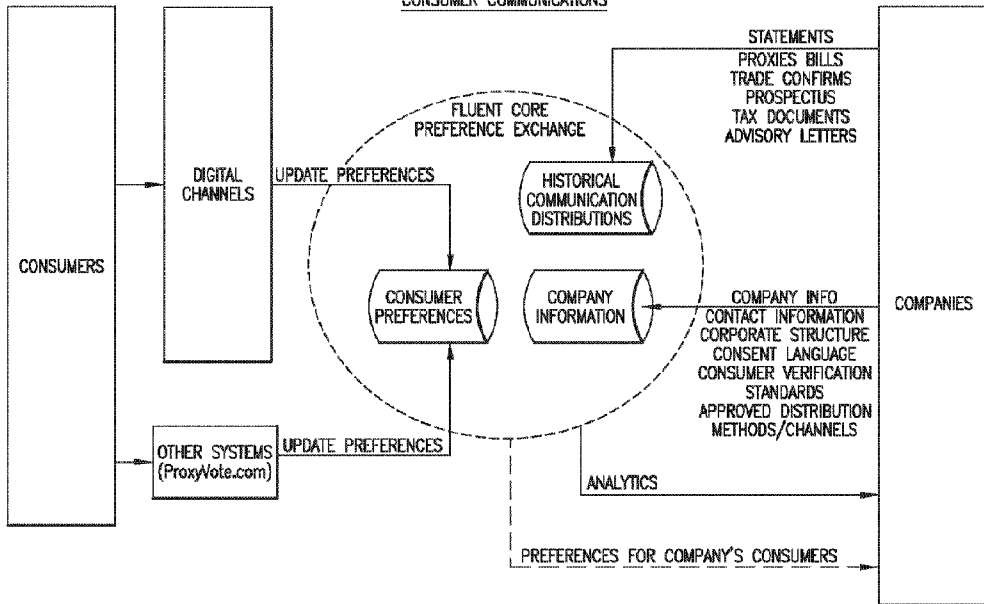 CONSUMER COMMUNICATIONS
STATEMENTS
PROXIES BILLS
TRADE CONFIRMS
PROSPECTUS
TAX DOCUMENTS
ADVISORY LETTERS
FLUENT CORE
PREFERENCE EXCHANGE
DIGITAL
CHANNELS
UPDATE PREFERENCES
HISTORICAL
COMMUNICATION
DISTRIBUTIONS
CONSUMERS
CONSUMER
PREFERENCES
COMPANY
INFORMATION
COMPANY INFO
CONTACT INFORMATION
CORPORATE STRUCTURE
CONSENT LANGUAGE
CONSUMER VERIFICATION
STANDARDS
APPROVED DISTRIBUTION
METHODS/CHANNELS
COMPANIES
OTHER SYSTEMS
(ProxyVote.com)
UPDATE PREFERENCES
ANALYTICS
PREFERENCES FOR COMPANY'S CONSUMERS